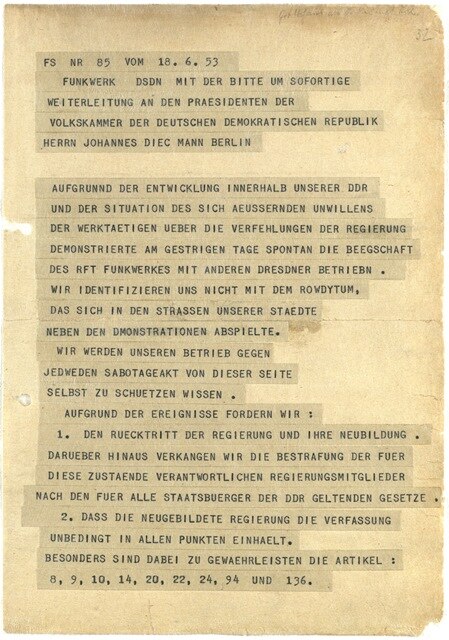 32
FS NR 85 VOM 18.6.53
FUNKWERK DSDN MIT DER BITTE UM SOFORTIGE
WEITERLEITUNG AN DEN PRAESIDENTEN DER
VOLKSKAMMER DER DEUTSCHEN DEMOKRATISCHEN REPUBLIK
HERRN JOHANNES DIEC MANN BERLIN
AUFGRUNND DER ENTWICKLUNG INNERHALB UNSERER DDR
UND DER SITUATION DES SICH AEUSSERNDEN UNWILLENS
DER WERKTAETIGEN UEBER DIE VERFEHLUNGEN DER REGIERUNG
DEMONSTRIERTE AM GESTRIGEN TAGE SPONTAN DIE BEEGSCHAFT
DES RFT FUNKWERKES MIT ANDEREN DRESDNER BETRIEBN .
WIR IDENTIFIZIEREN UNS NICHT MIT DEM ROWDYTUM,
DAS SICH IN DEN STRASSEN UNSERER STAEDTE
NEBEN DEN DMONSTRATIONEN ABSPIELTE.
WIR WERDEN UNSEREN BETRIEB GEGEN
JEDWEDEN SABOTAGEAKT VON DIESER SEITE
SELBST ZU SCHUETZEN WISSEN .
AUFGRUND DER EREIGNISSE FORDERN WIR :
1. DEN RUECKTRITT DER REGIERUNG UND IHRE NEUBILDUNG .
DARUEBER HINAUS VERKANGEN WIR DIE BESTRAFUNG DER FUER
DIESE ZUSTAENDE VERANTWORTLICHEN REGIERUNGSMITGLIEDER
NACH DEN FUER ALLE STAATSBUERGER DER DDR GELTENDEN GESETZE .
2. DASS DIE NEUGEBILDETE REGIERUNG DIE VERFASSUNG
UNBEDINGT IN ALLEN PUNKTEN EINHAELT.
BESONDERS SIND DABEI ZU GEWAEHRLEISTEN DIE ARTIKEL :
8, 9, 10, 14, 20, 22, 24, 94 UND 136.